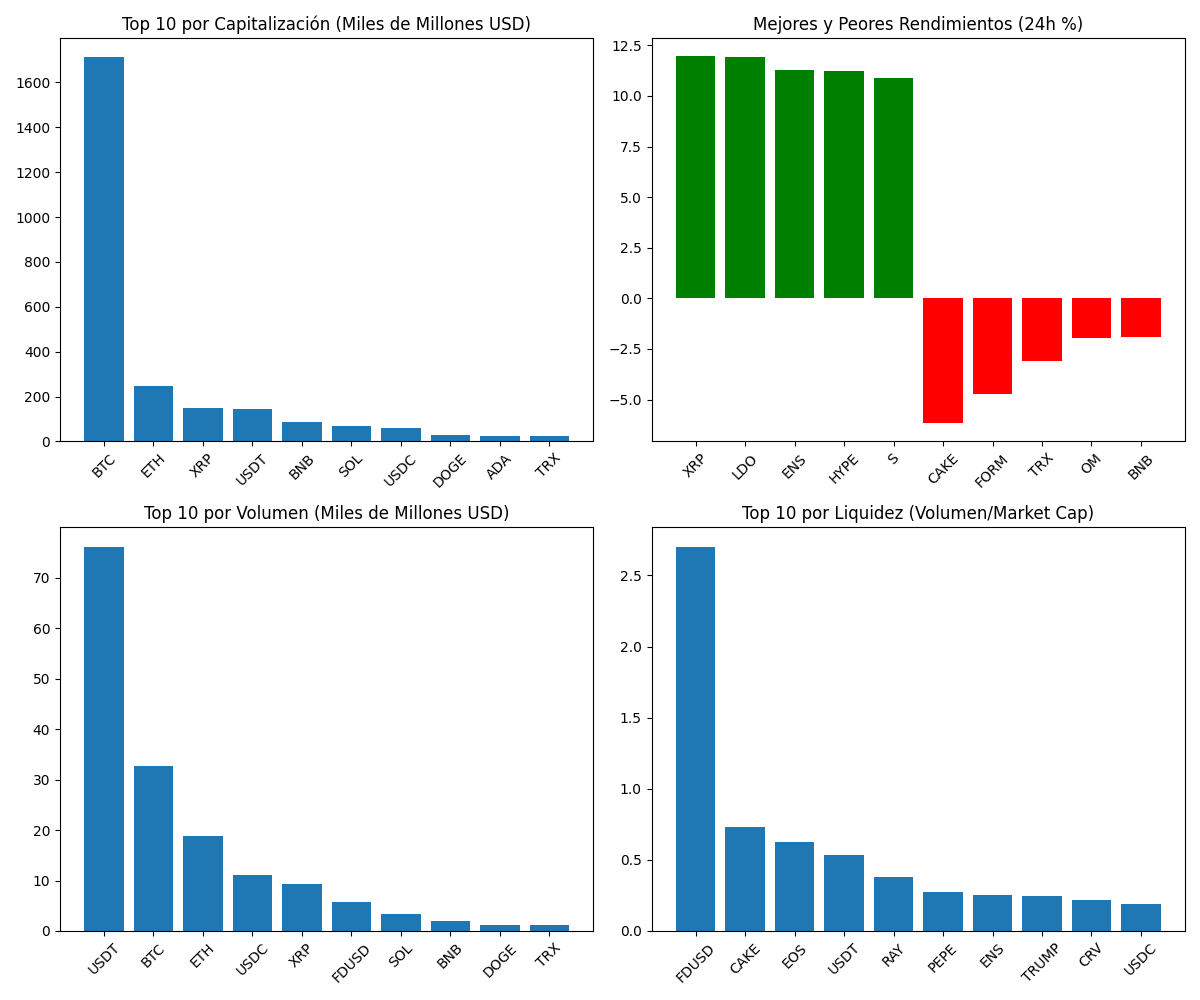 Top 10 por Capitalización (Miles de Millones USD)
1600
1400
1200
1000
800
600
400
200
0
BTC
ETH
XRP
USDT
BNB
SOL
USDC
DOGE
ADA
TRX
Mejores y Peores Rendimientos (24h %)
12.5
10.0
7.5
5.0
2.5
0.0
−2.5
−5.0
XRP
LDO
ENS
HYPE
S
CAKE
FORM
TRX
OM
BNB
Top 10 por Volumen (Miles de Millones USD)
70
60
50
40
30
20
10
0
USDT
BTC
ETH
USDC
XRP
FDUSD
SOL
BNB
DOGE
TRX
Top 10 por Liquidez (Volumen/Market Cap)
2.5
2.0
1.5
1.0
0.5
0.0
FDUSD
CAKE
EOS
USDT
RAY
PEPE
ENS
TRUMP
CRV
USDC